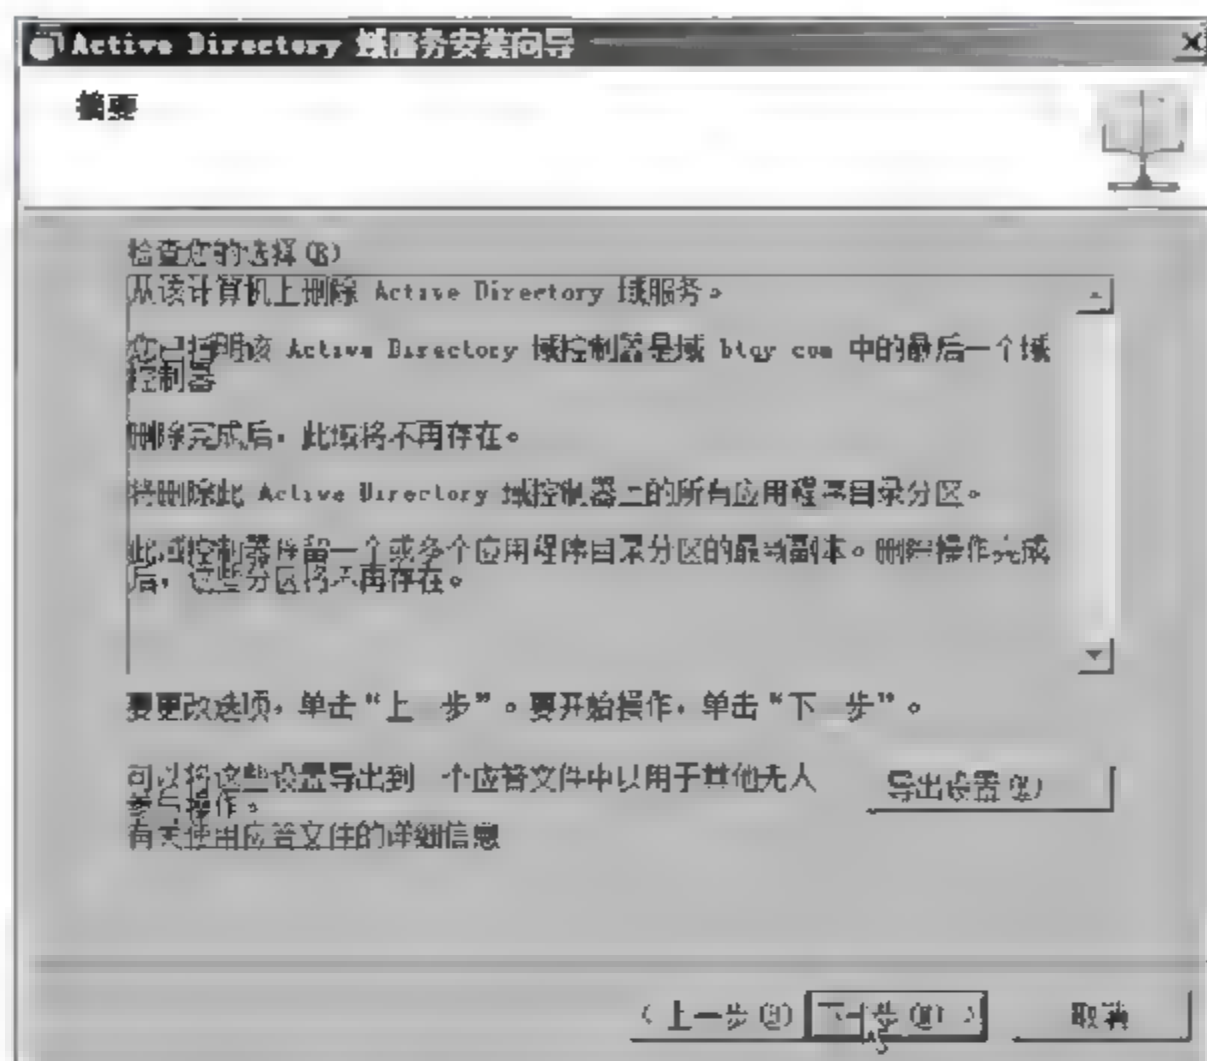 Active Directory 域服务安装向导
摘要
检查您的选择(R)
从该计算机上删除 Active Directory 域服务。
您已指明该 Active Directory 域控制器是域 btqy com 中的最后一个域
控制器
删除完成后，此域将不再存在。
将删除此 Active Directory 域控制器上的所有应用程序目录分区。
此域控制器保留一个或多个应用程序目录分区的最后副本。删除操作完成
后，这些分区将不再存在。
要更改选项，单击“上一步”。要开始操作，单击“下一步”。
可以将这些设置导出到一个应答文件中以用于其他无人
参与操作。
导出设置
有关使用应答文件的详细信息
< 上一步(B)
下一步(N) >
取消